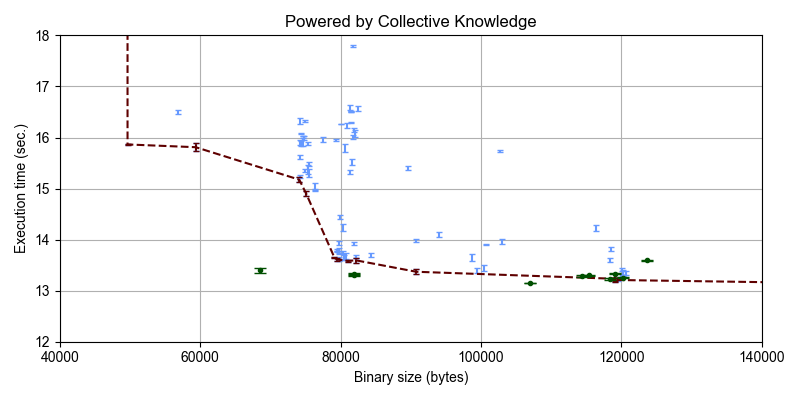 Powered by Collective Knowledge
Execution time (sec.)
18
17
16
15
14
13
12
40000 60000 80000 100000 120000 140000
Binary size (bytes)